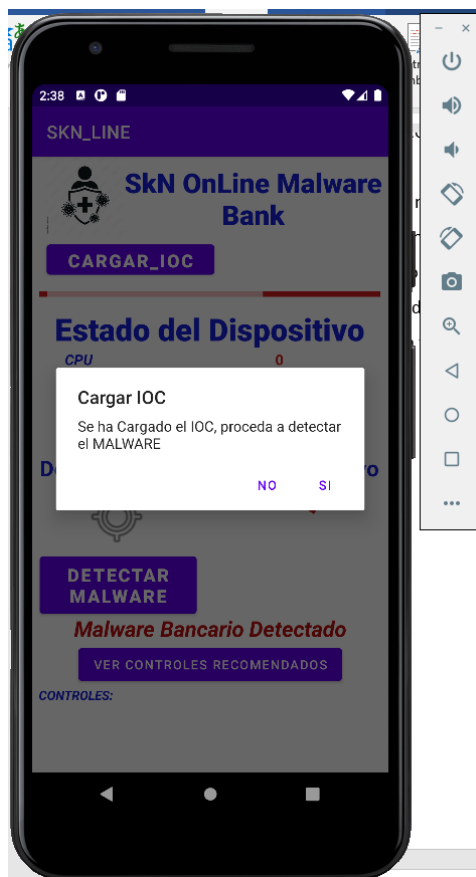 2:38
SKN_LINE
SkN OnLine Malware
Bank
CARGAR_IOC
Estado del Dispositivo
CPU 0
Cargar IOC
Se ha Cargado el IOC, proceda a detectar
el MALWARE
NO SI
DETECTAR
MALWARE
Malware Bancario Detectado
VER CONTROLES RECOMENDADOS
CONTROLES: